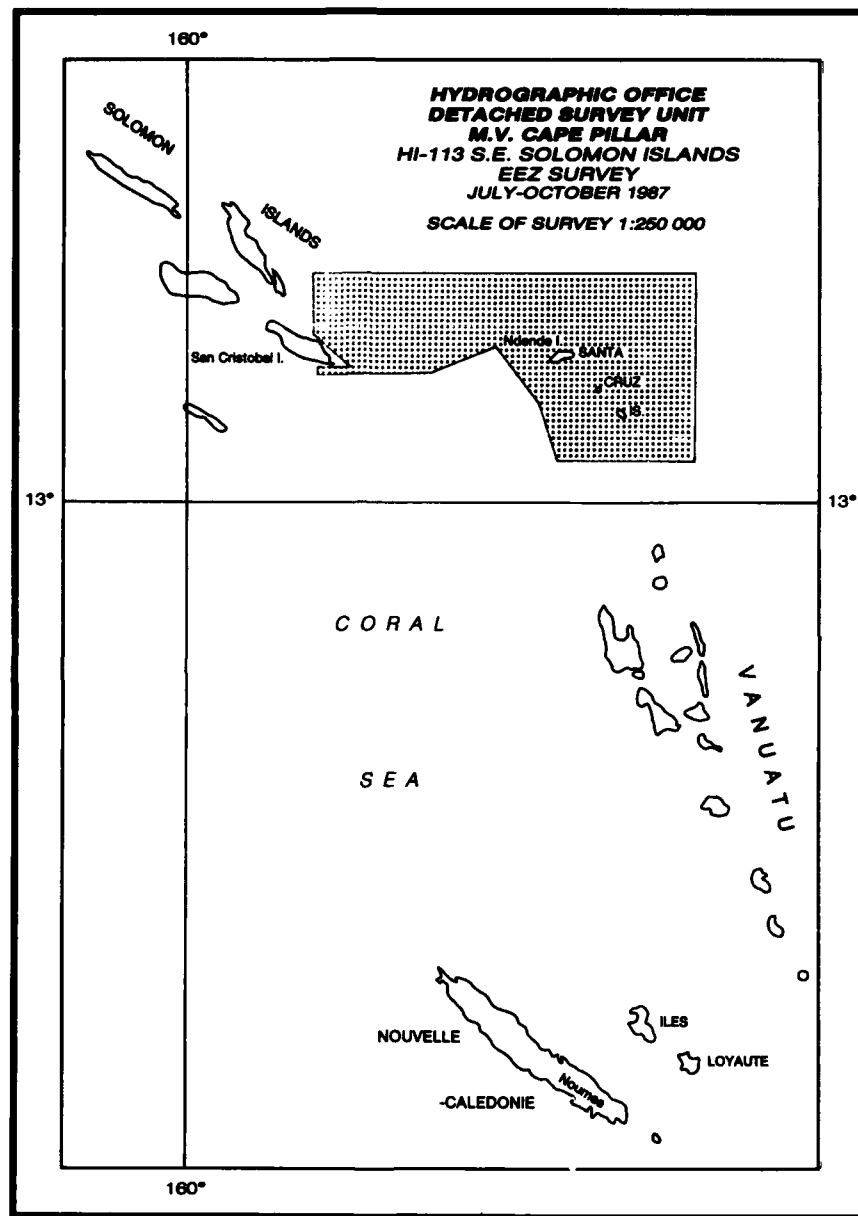 160°
HYDROGRAPHIC OFFICE
DETACHED SURVEY UNIT
M.V. CAPE PILLAR
HI-113 S.E. SOLOMON ISLANDS
EEZ SURVEY
JULY-OCTOBER 1987
SCALE OF SURVEY 1:250 000
SOLOMON
ISLANDS
San Cristobal I.
Ndende I.
SANTA
CRUZ
IS.
13°
13°
CORAL
SEA
VANUATU
NOUVELLE
-CALEDONIE
Noumea
ILES
LOYAUTE
160°